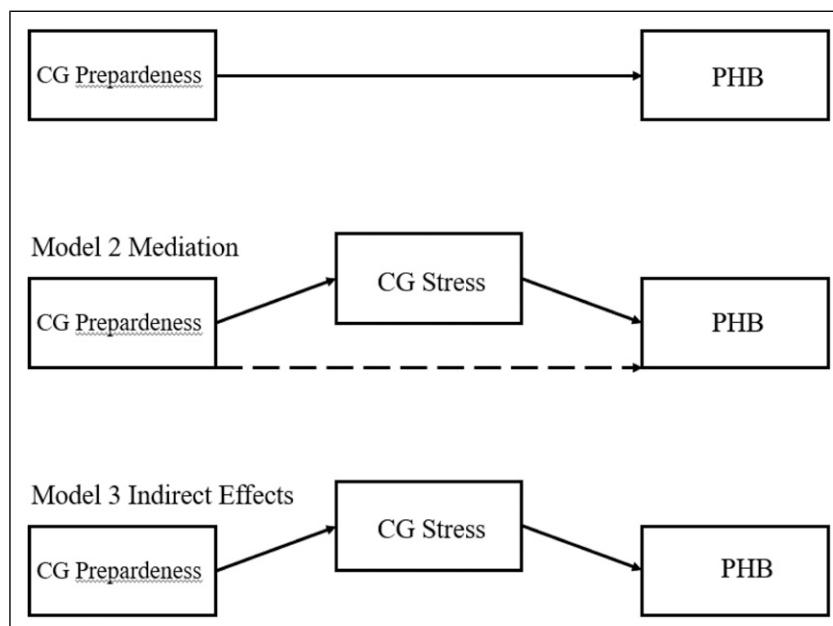 CG Prepardeness
PHB
Model 2 Mediation
CG Stress
CG Prepardeness
PHB
Model 3 Indirect Effects
CG Stress
CG Prepardeness
PHB